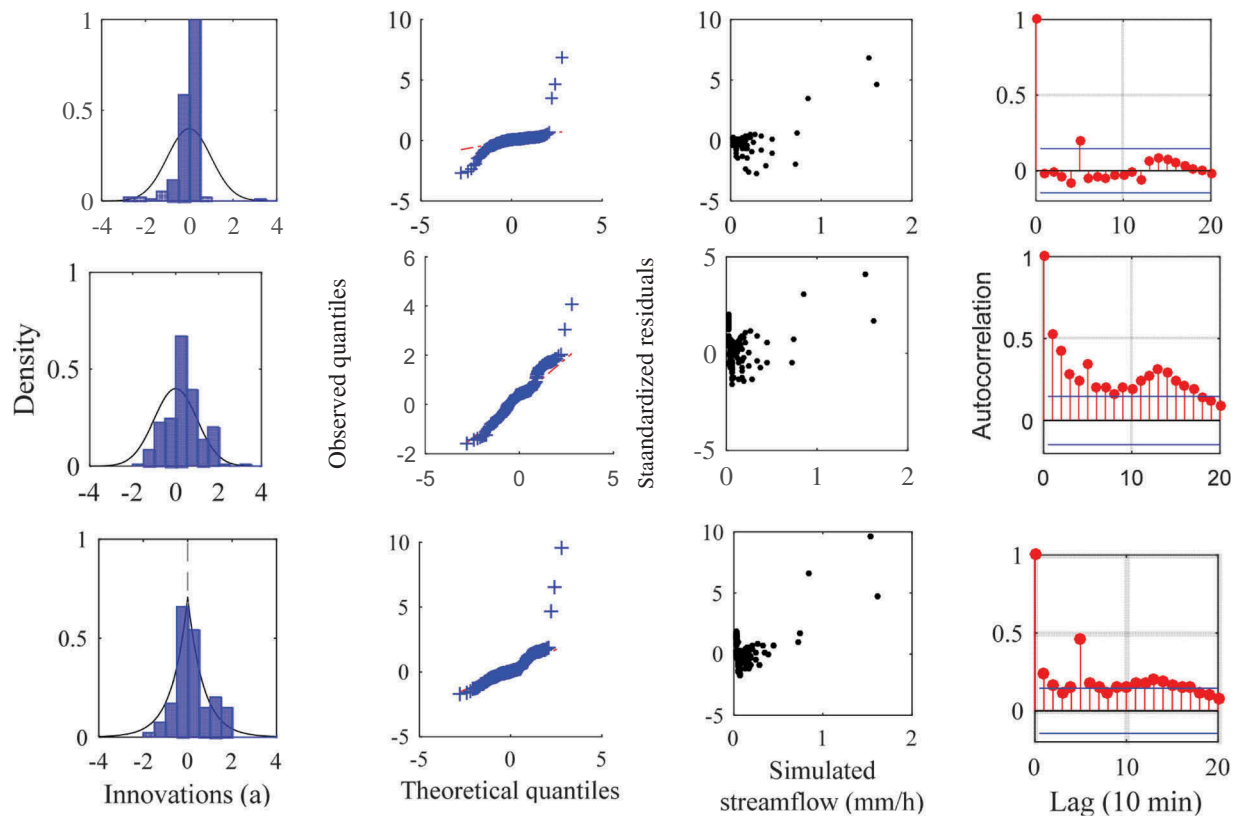 1
0.5
0
-4 -2 0 2 4
10
5
0
-5
-5 0 5
10
5
0
-5
0 1 2
1
0.5
0
0 10 20
Density
1
0.5
0
-4 -2 0 2 4
Observed quantiles
6
4
2
0
-2
-5 0 5
Staandardized residuals
5
0
-5
0 1 2
Autocorrelation
1
0.5
0
0 10 20
1
0.5
0
-4 -2 0 2 4
Innovations (a)
10
5
0
-5
-5 0 5
Theoretical quantiles
10
5
0
-5
0 1 2
Simulated
streamflow (mm/h)
1
0.5
0
0 10 20
Lag (10 min)